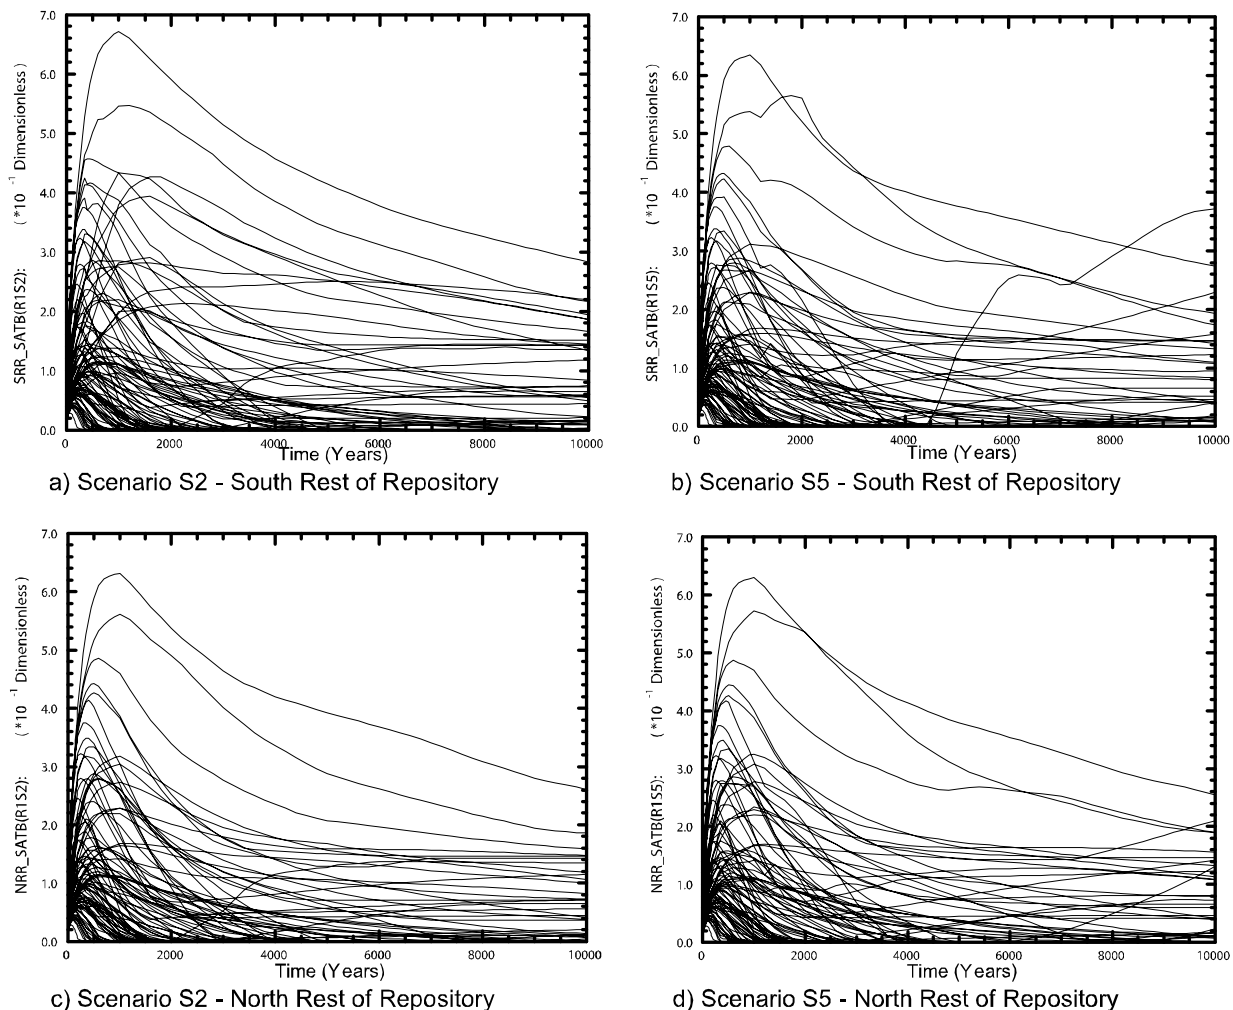 7.0
6.0
5.0
4.0
3.0
2.0
1.0
0.0
SRR_SATB(R1S2): (*10 -1 Dimensionless )
0 2000 4000 6000 8000 10000
Time (Years)
a) Scenario S2 - South Rest of Repository
7.0
6.0
5.0
4.0
3.0
2.0
1.0
0.0
SRR_SATB(R1S5): (*10 -1 Dimensionless )
0 2000 4000 6000 8000 10000
Time (Years)
b) Scenario S5 - South Rest of Repository
7.0
6.0
5.0
4.0
3.0
2.0
1.0
0.0
NRR_SATB(R1S2): (*10 -1 Dimensionless )
0 2000 4000 6000 8000 10000
Time (Years)
c) Scenario S2 - North Rest of Repository
7.0
6.0
5.0
4.0
3.0
2.0
1.0
0.0
NRR_SATB(R1S5): (*10 -1 Dimensionless )
0 2000 4000 6000 8000 10000
Time (Years)
d) Scenario S5 - North Rest of Repository